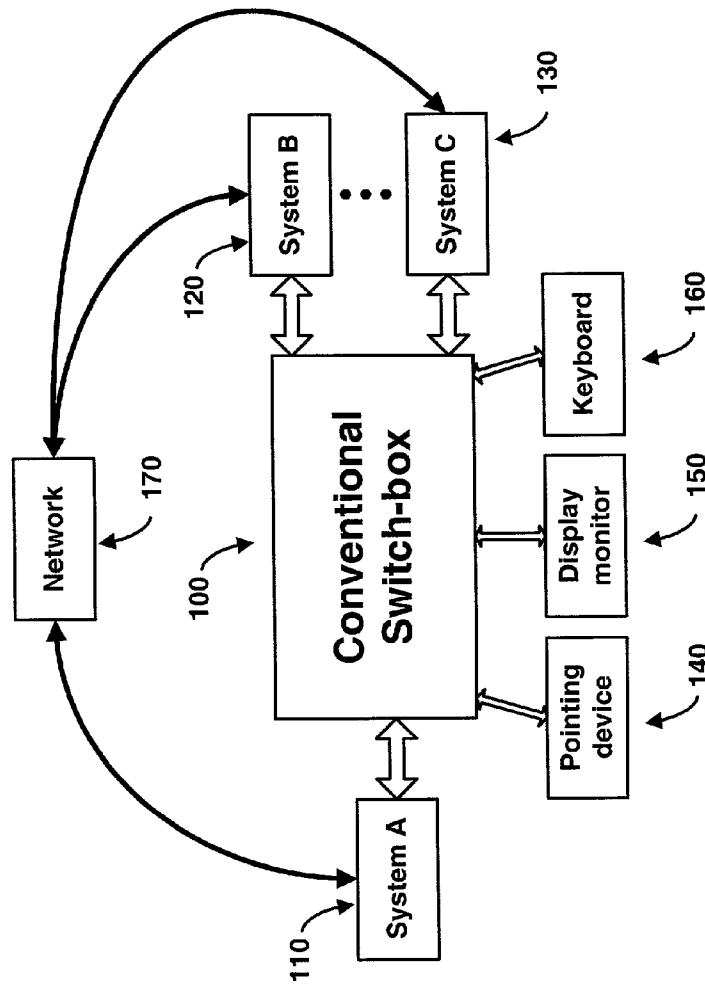 Network
170
100
120
System B
System C
130
Conventional
Switch-box
110
System A
Pointing
device
140
Display
monitor
150
Keyboard
160